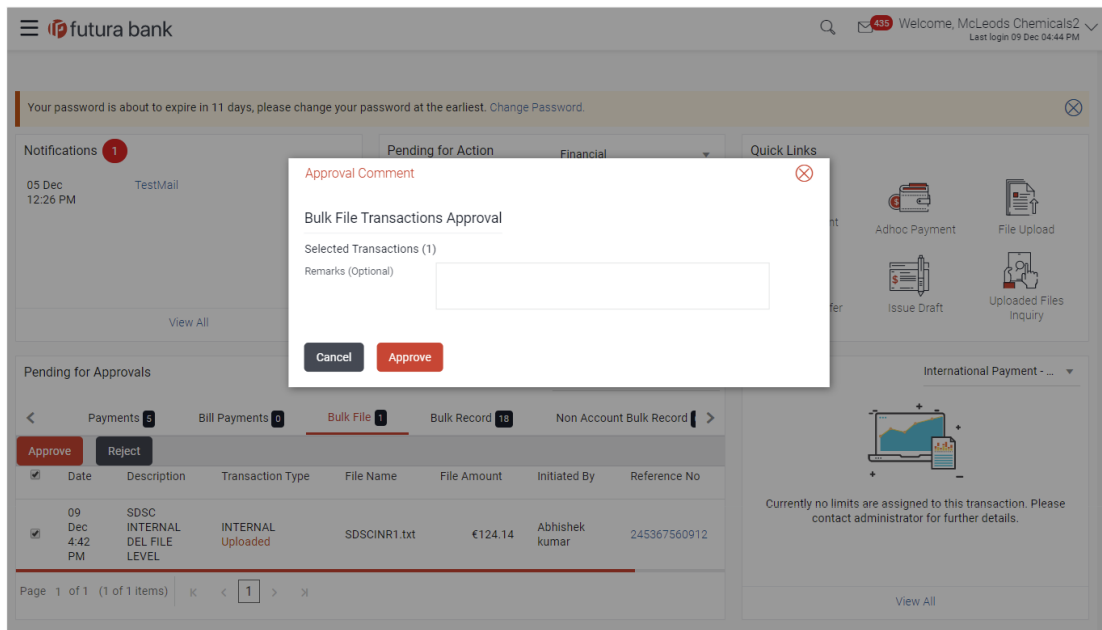 futura bank
435
Welcome, McLeods Chemicals2
Last login 09 Dec 04:44 PM
Your password is about to expire in 11 days, please change your password at the earliest. Change Password.
Notifications 1
05 Dec
12:26 PM
TestMail
View All
Pending for Action
Financial
Quick Links
Adhoc Payment
File Upload
Issue Draft
Uploaded Files
Inquiry
Approval Comment
Bulk File Transactions Approval
Selected Transactions (1)
Remarks (Optional)
Cancel
Approve
Pending for Approvals
Payments 5
Bill Payments 0
Bulk File 1
Bulk Record 18
Non Account Bulk Record
Approve
Reject
Date Description Transaction Type File Name File Amount Initiated By Reference No
09
Dec
4:42
PM
SDSC
INTERNAL
DEL FILE
LEVEL
INTERNAL
Uploaded
SDSCINR1.txt
€124.14
Abhishek
kumar
245367560912
Page 1 of 1 (1 of 1 items) 1
International Payment - ...
Currently no limits are assigned to this transaction. Please
contact administrator for further details.
View All